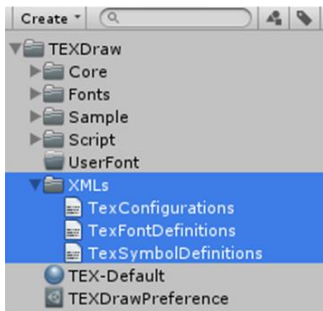 Create
TEXDraw
Core
Fonts
Sample
Script
UserFont
XMLs
TexConfigurations
TexFontDefinitions
TexSymbolDefinitions
TEX-Default
TEXDrawPreference